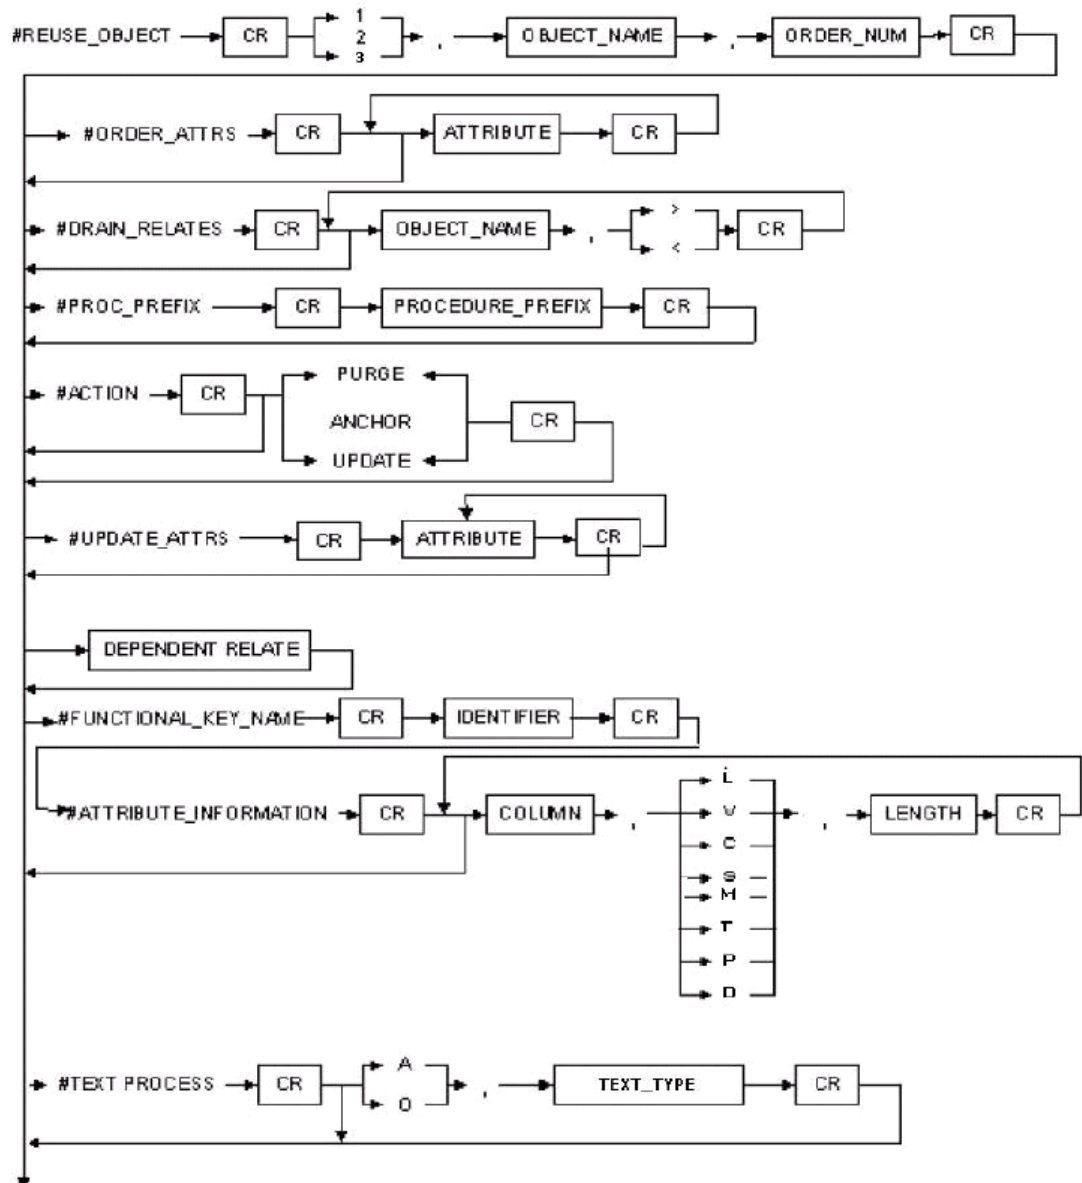 1
#REUSE_OBJECT CR 2 , OBJECT_NAME , ORDER_NUM CR
3
#ORDER_ATTRS CR ATTRIBUTE CR
#DRAIN_RELATES CR OBJECT_NAME , > CR
<
#PROC_PREFIX CR PROCEDURE_PREFIX CR
PURGE
#ACTION CR ANCHOR CR
UPDATE
#UPDATE_ATTRS CR ATTRIBUTE CR
DEPENDENT RELATE
#FUNCTIONAL_KEY_NAME CR IDENTIFIER CR
i
#ATTRIBUTE_INFORMATION CR COLUMN , V , LENGTH CR
C
S
M
T
P
D
A
#TEXT PROCESS CR , TEXT_TYPE CR
O